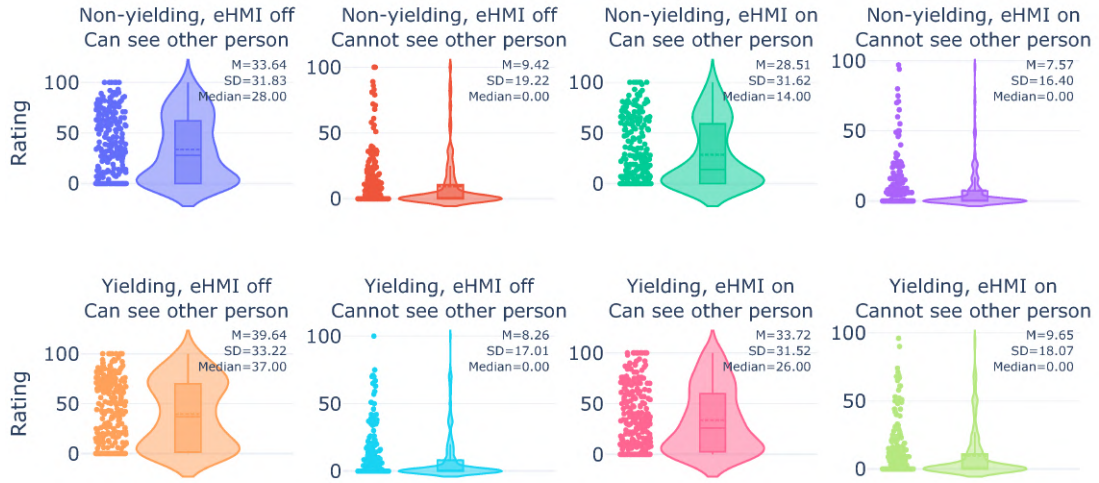 Non-yielding, eHMI off
Can see other person
M=33.64
SD=31.83
Median=28.00
100
50
0
Rating
Non-yielding, eHMI off
Cannot see other person
M=9.42
SD=19.22
Median=0.00
100
50
0
Non-yielding, eHMI on
Can see other person
M=28.51
SD=31.62
Median=14.00
100
50
0
Non-yielding, eHMI on
Cannot see other person
M=7.57
SD=16.40
Median=0.00
100
50
0
Yielding, eHMI off
Can see other person
M=39.64
SD=33.22
Median=37.00
100
50
0
Rating
Yielding, eHMI off
Cannot see other person
M=8.26
SD=17.01
Median=0.00
100
50
0
Yielding, eHMI on
Can see other person
M=33.72
SD=31.52
Median=26.00
100
50
0
Yielding, eHMI on
Cannot see other person
M=9.65
SD=18.07
Median=0.00
100
50
0